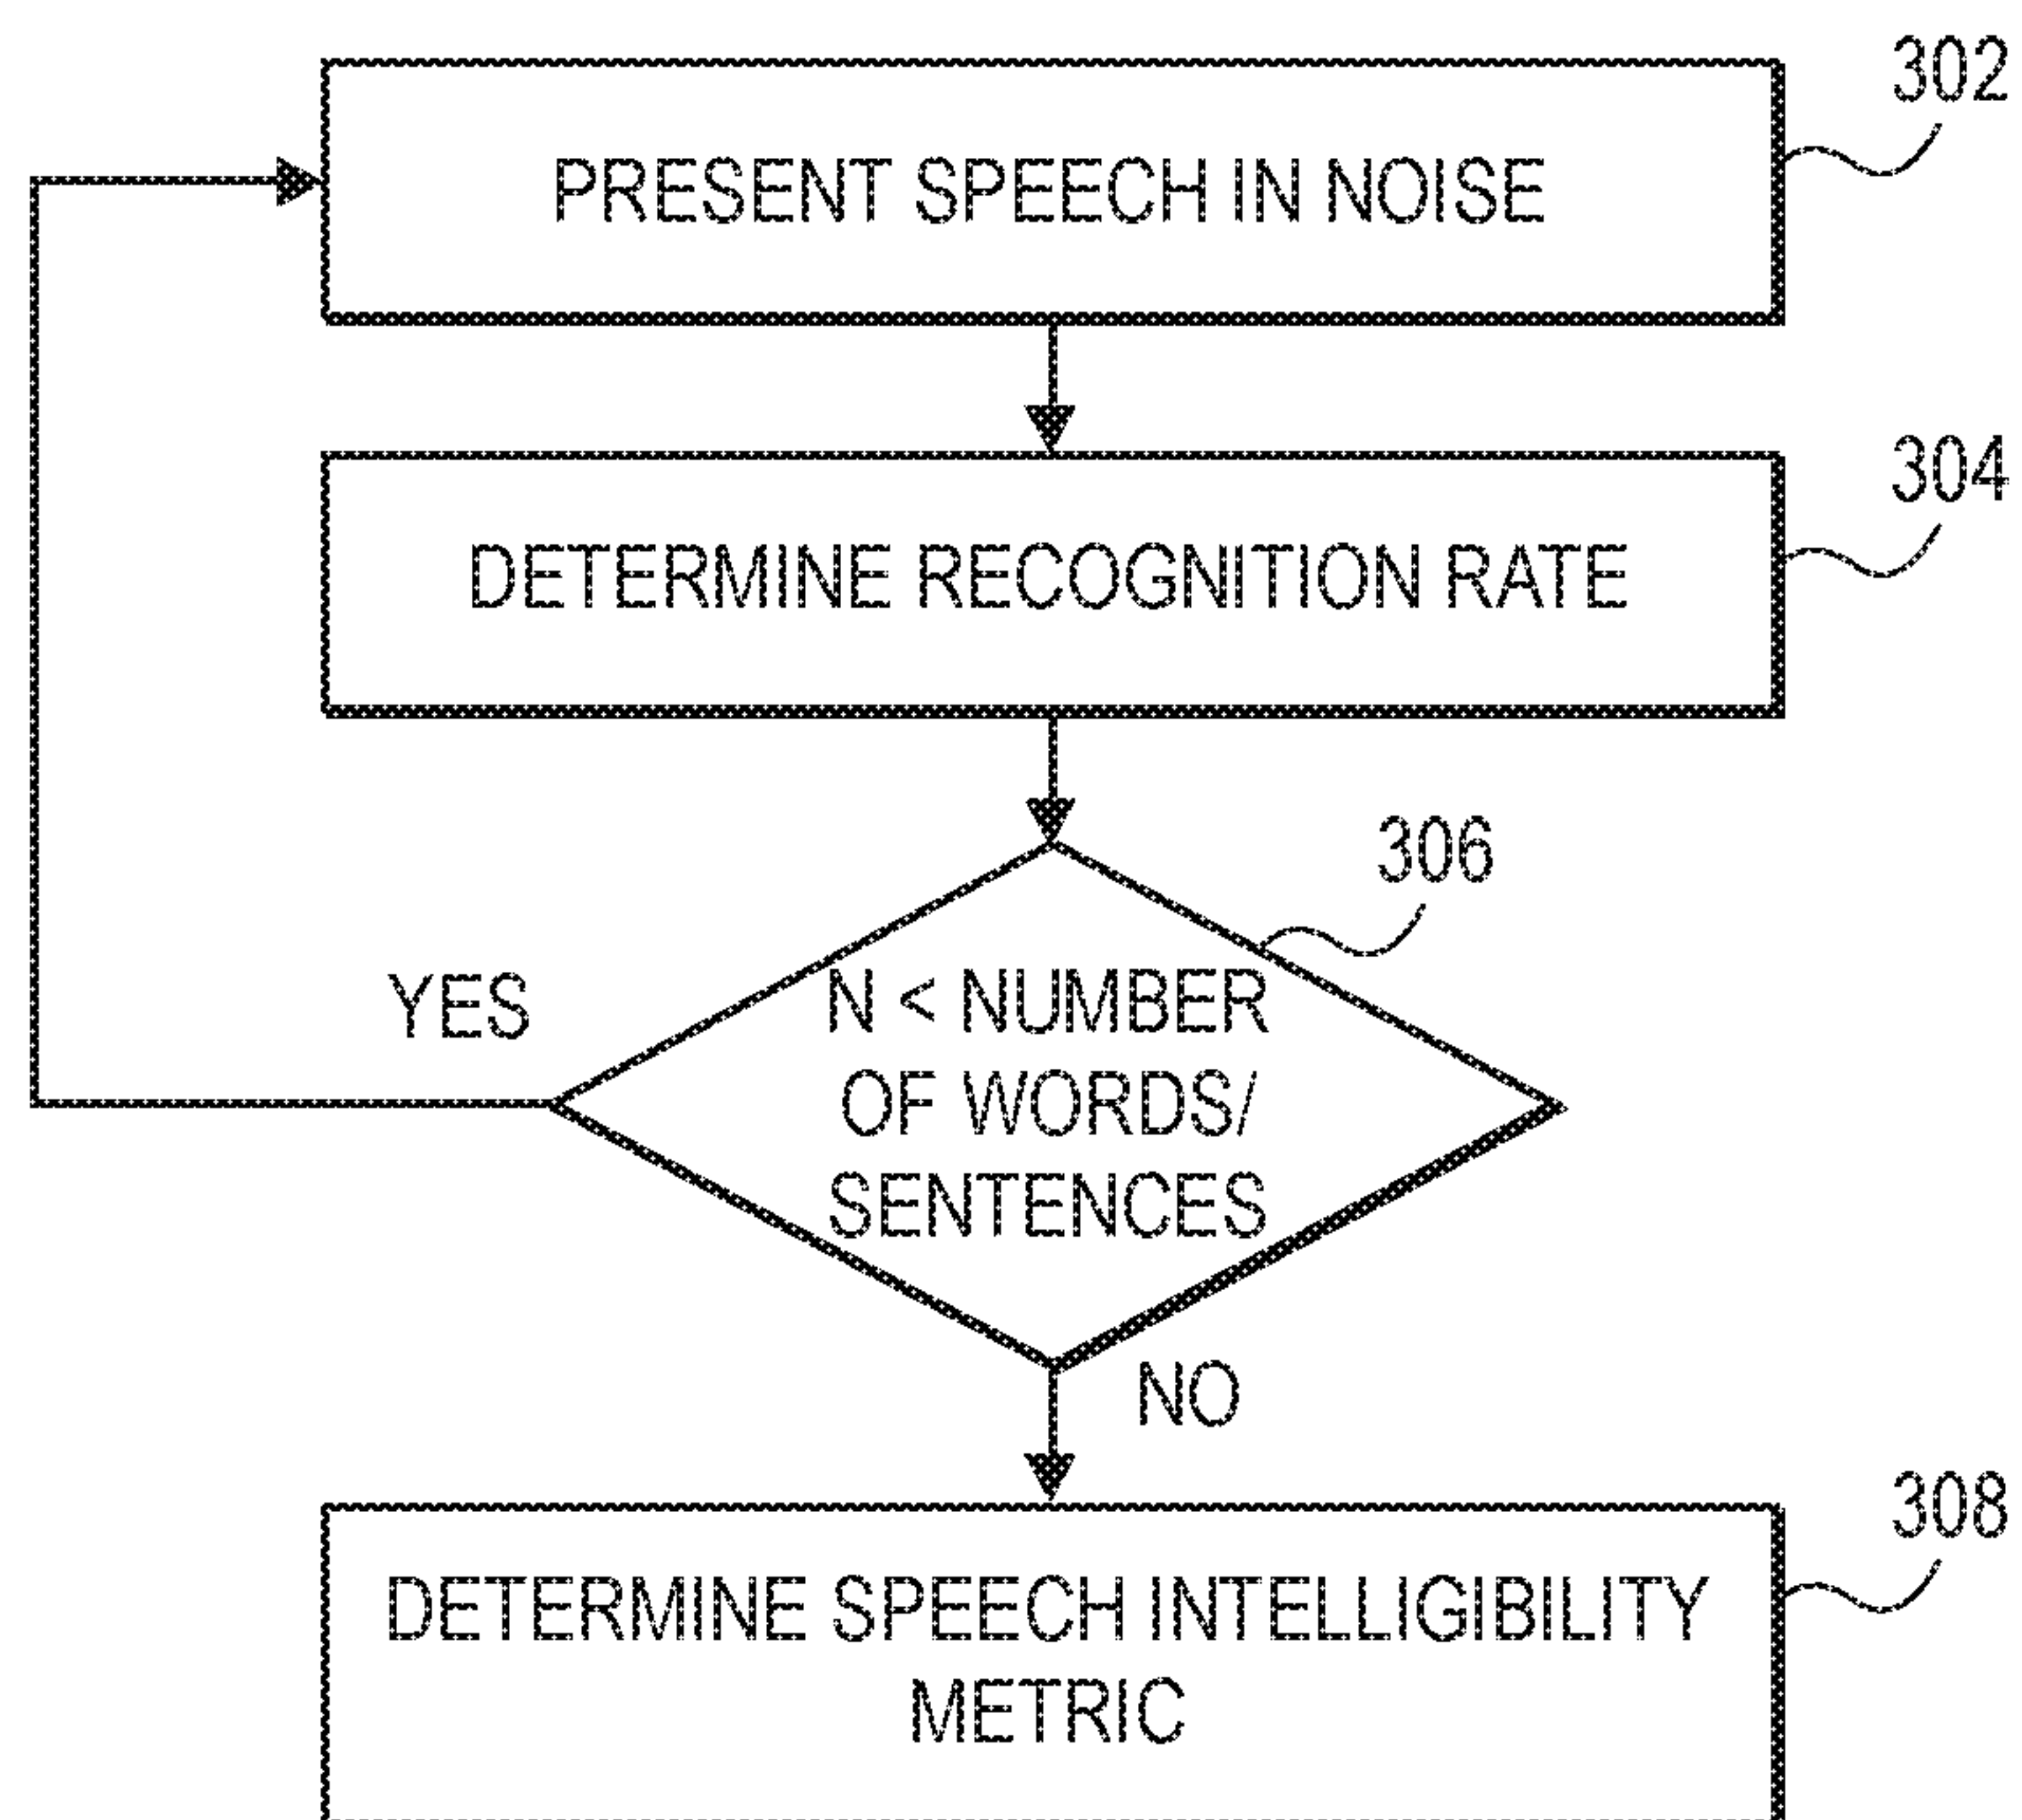 302
PRESENT SPEECH IN NOISE
304
DETERMINE RECOGNITION RATE
306
YES
N < NUMBER
OF WORDS/
SENTENCES
NO
308
DETERMINE SPEECH INTELLIGIBILITY
METRIC